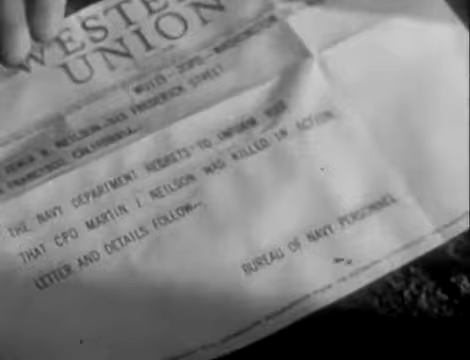 WESTERN
UNION
FREDERICK STREET
FRANCISCO, CALIFORNIA
THE NAVY DEPARTMENT REGRETS TO INFORM YOU
THAT CPO MARTIN I NEILSON WAS KILLED IN ACTION.
LETTER AND DETAILS FOLLOW--
BUREAU OF NAVY PERSONNEL